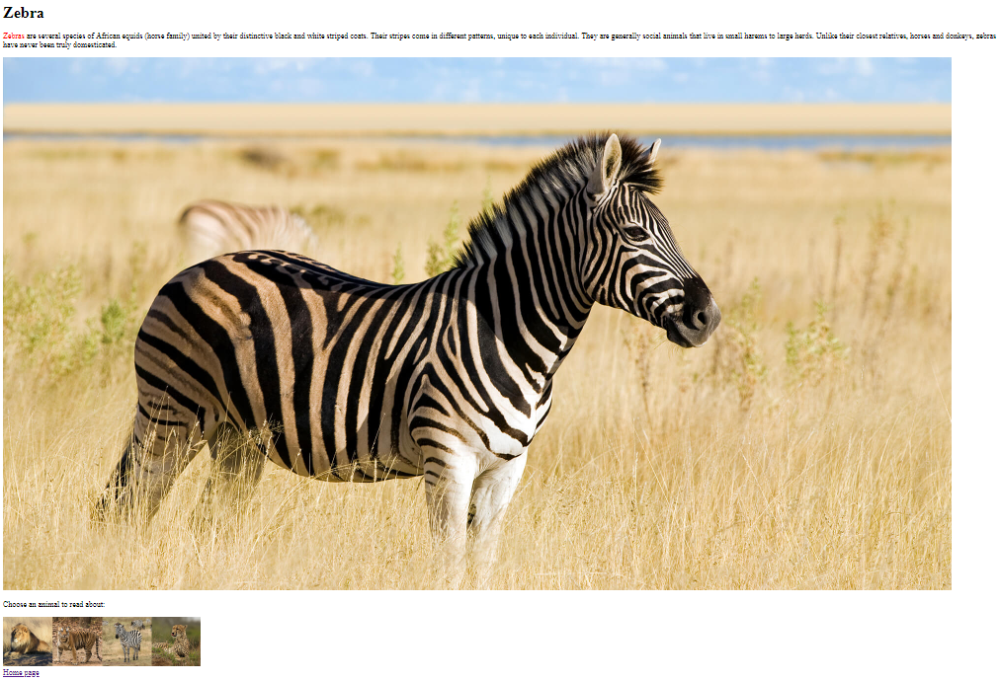 Zebra
Zebras are several species of African equids (horse family) united by their distinctive black and white striped coats. Their stripes come in different patterns, unique to each individual. They are generally social animals that live in small harems to large herds. Unlike their closest relatives, horses and donkeys, zebras
have never been truly domesticated.
Choose an animal to read about:
Home page